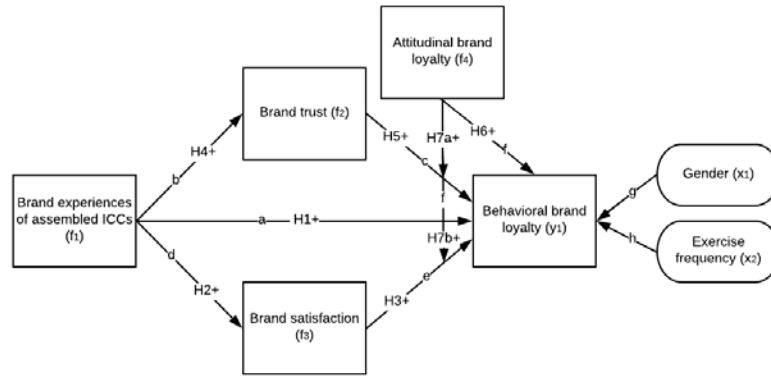 Attitudinal brand
loyalty (f4)
Brand trust (f2)
H7a+
H6+
f
H5+
c
H4+
b
Brand experiences
of assembled ICCs
(f1)
a
H1+
f
H7b+
Behavioral brand
loyalty (y1)
Gender (x1)
g
h
Exercise
frequency (x2)
d
H2+
e
H3+
Brand satisfaction
(f3)